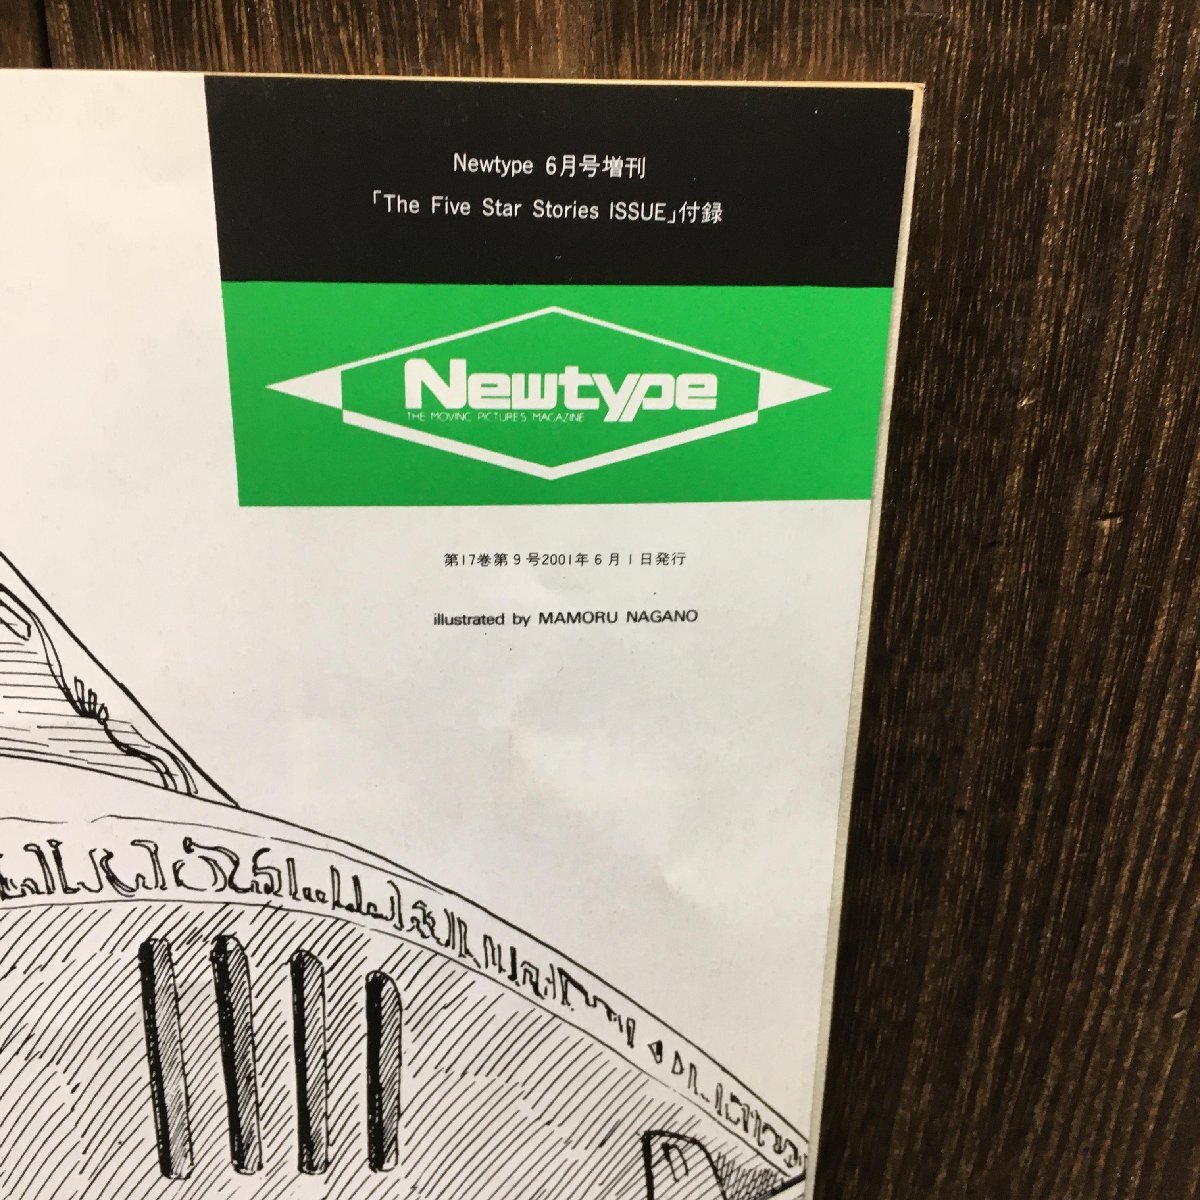 Newtype 6月号増刊
「The Five Star Stories ISSUE」付録
Newtype
THE MOVING PICTURES MAGAZINE
第17巻第9号2001年6月1日発行
illustrated by MAMORU NAGANO